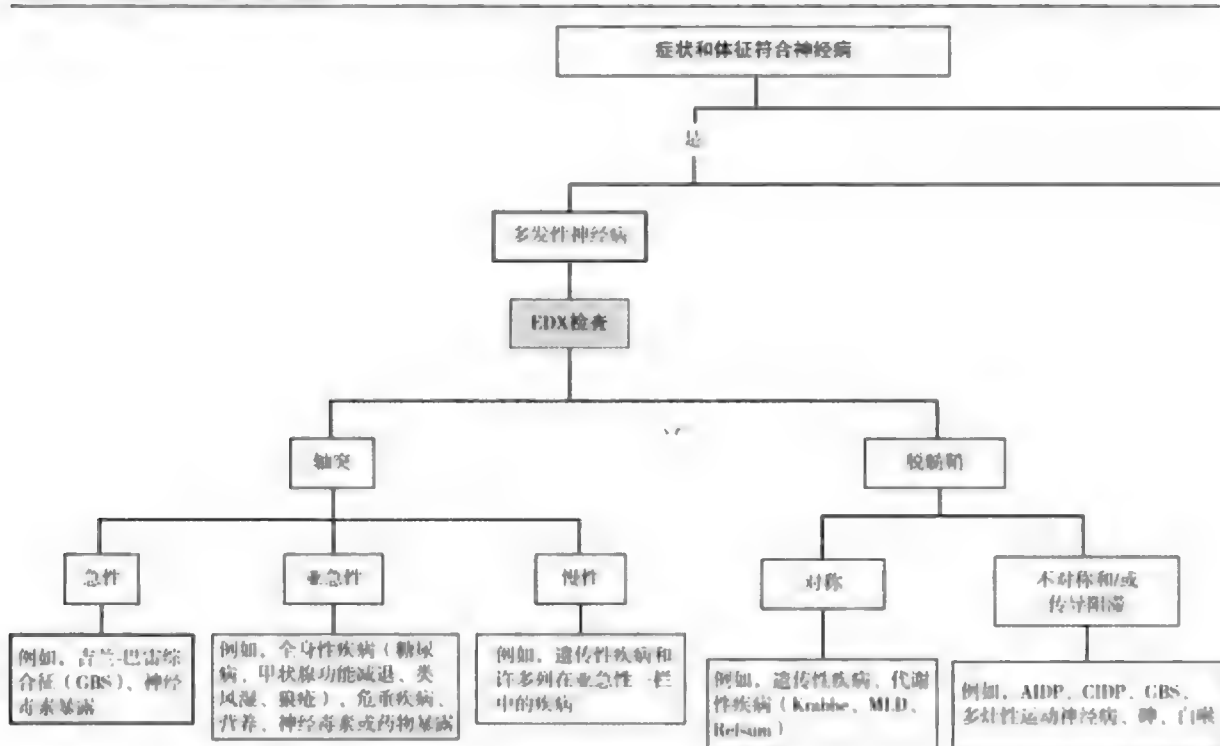 症状和体征符合神经病
是
多发性神经病
EDX检查
轴突
脱髓鞘
急性
亚急性
慢性
对称
不对称和/或
传导阻滞
例如，吉兰-巴雷综
合征（GBS）、神经
毒素暴露
例如，全身性疾病（糖尿
病、甲状腺功能减退、类
风湿、狼疮）、危重疾病、
营养、神经毒素或药物暴露
例如，遗传性疾病和
许多列在亚急性一栏
中的疾病
例如，遗传性疾病、代谢
性疾病（Krabbe、MLD、
Refsum）
例如，AIDP、CIDP、GBS、
多灶性运动神经病、砷、白喉